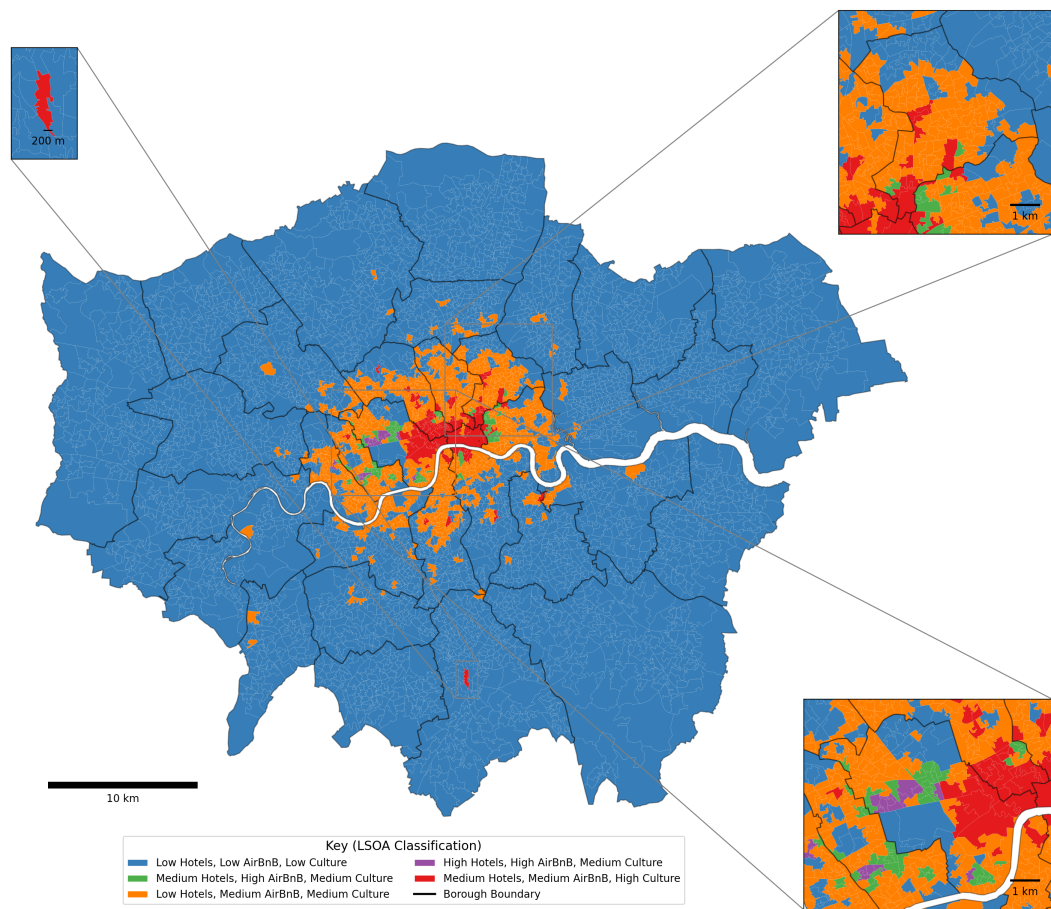 200 m
1 km
10 km
1 km
Key (LSOA Classification)
Low Hotels, Low AirBnB, Low Culture
Medium Hotels, High AirBnB, Medium Culture
Low Hotels, Medium AirBnB, Medium Culture
High Hotels, High AirBnB, Medium Culture
Medium Hotels, Medium AirBnB, High Culture
Borough Boundary